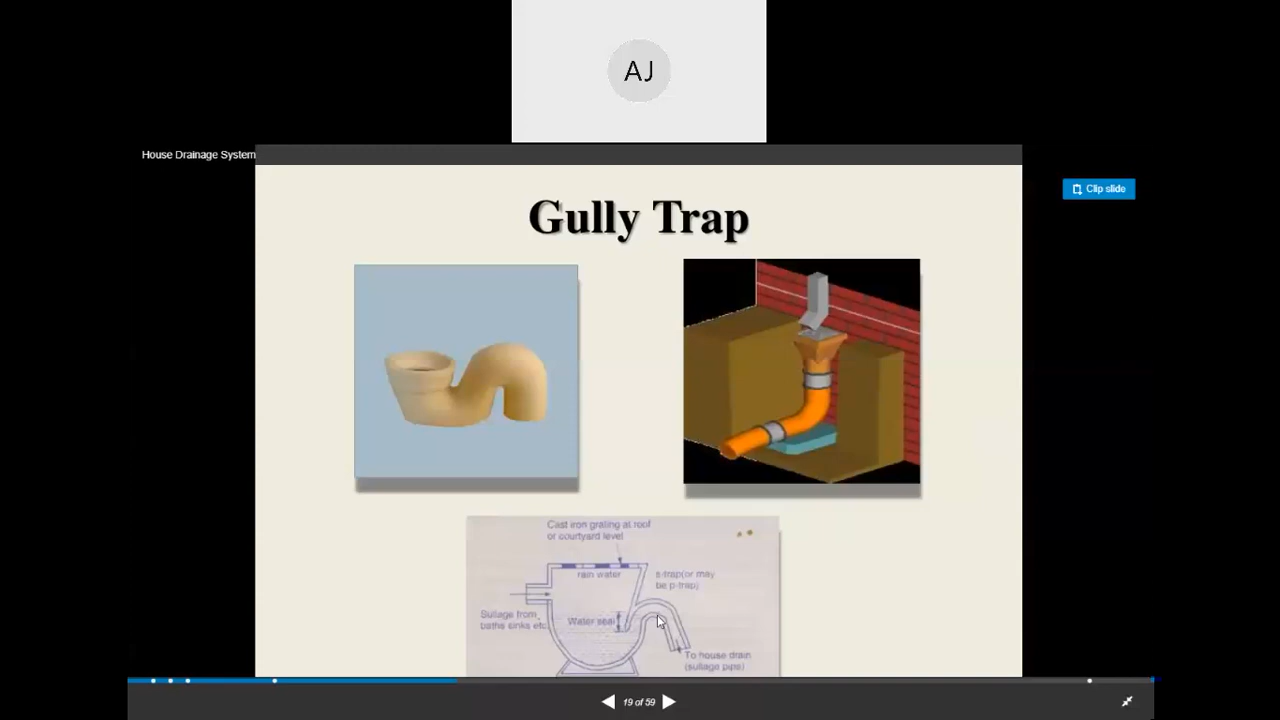 AJ
House Drainage System
Clip slide
Gully Trap
Cast iron grating at roof
or courtyard level
rain water
s-trap(or may
be p-trap)
Sullage from
baths sinks etc.
Water seal
To house drain
(sullage pipe)
19 of 59